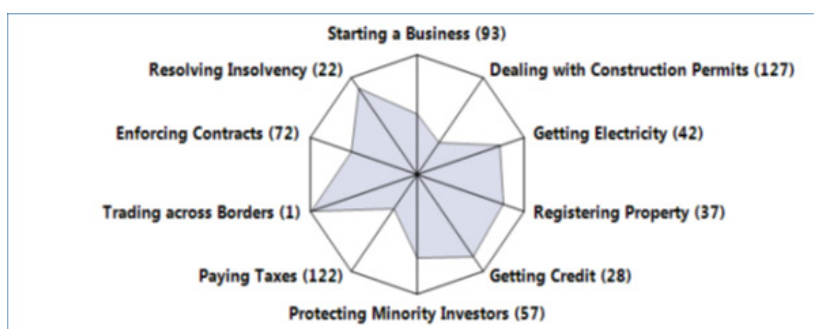 Starting a Business (93)
Resolving Insolvency (22)
Dealing with Construction Permits (127)
Enforcing Contracts (72)
Getting Electricity (42)
Trading across Borders (1)
Registering Property (37)
Paying Taxes (122)
Getting Credit (28)
Protecting Minority Investors (57)